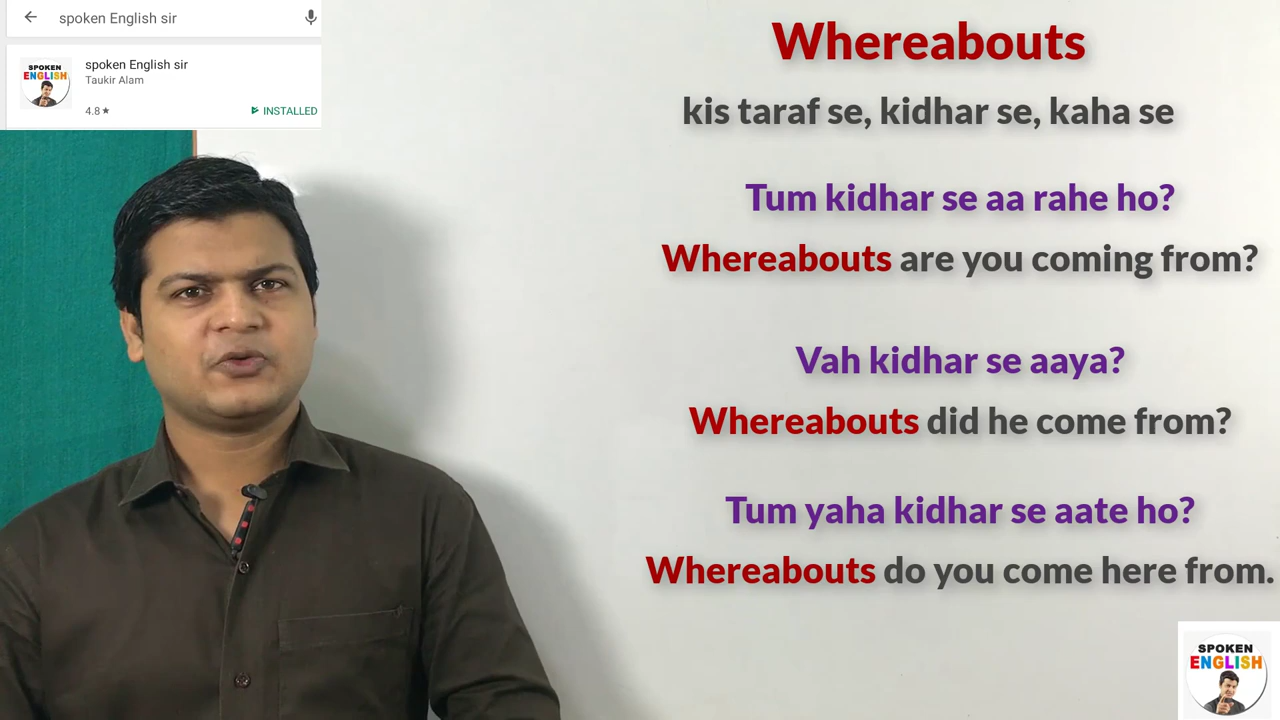 spoken English sir
SPOKEN
ENGLISH
spoken English sir
Taukir Alam
4.8★
INSTALLED
Whereabouts
kis taraf se, kidhar se, kaha se
Tum kidhar se aa rahe ho?
Whereabouts are you coming from?
Vah kidhar se aaya?
Whereabouts did he come from?
Tum yaha kidhar se aate ho?
Whereabouts do you come here from.
SPOKEN
ENGLISH